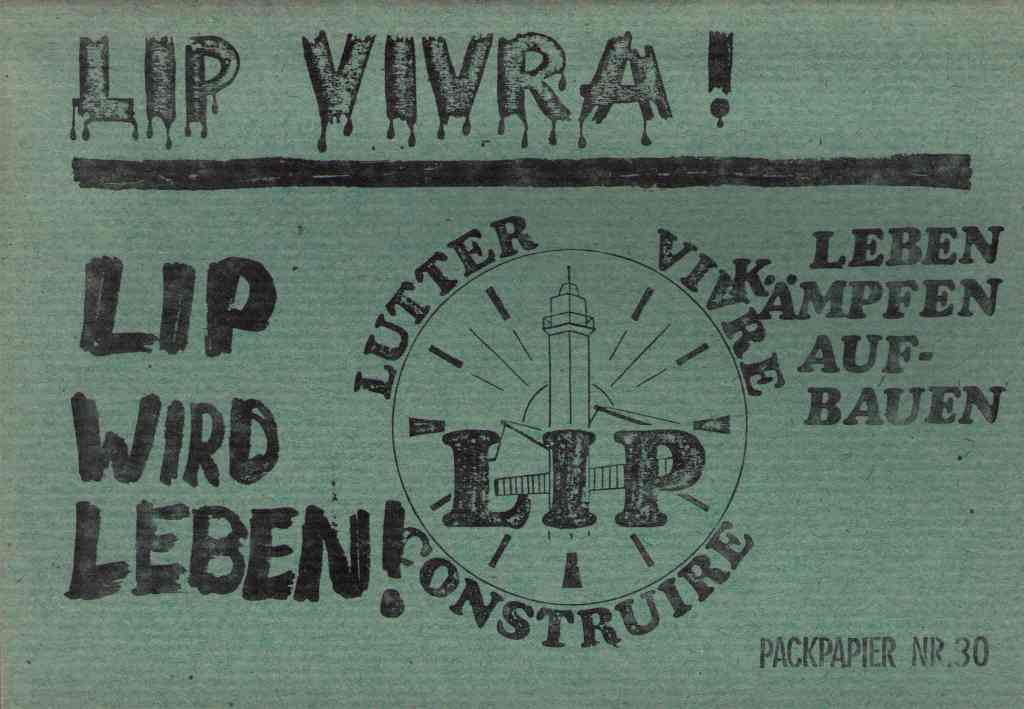 LIP VIVRA!
LIP
WIRD
LEBEN!
LUTTER
VIVRE
LIP
CONSTRUIRE
LEBEN
KÄMPFEN
AUF-
BAUEN
PACKPAPIER NR.30